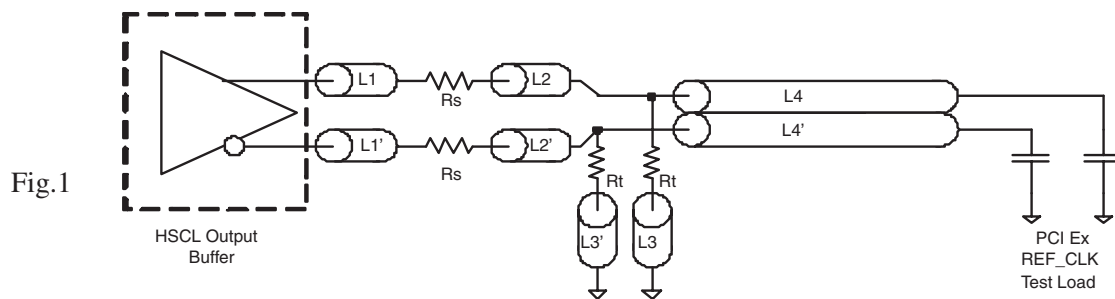 L1
Rs
L2
L4
L1'
Rs
L2'
L4'
Fig.1
Rt
Rt
L3'
L3
HSCL Output
Buffer
PCI Ex
REF_CLK
Test Load